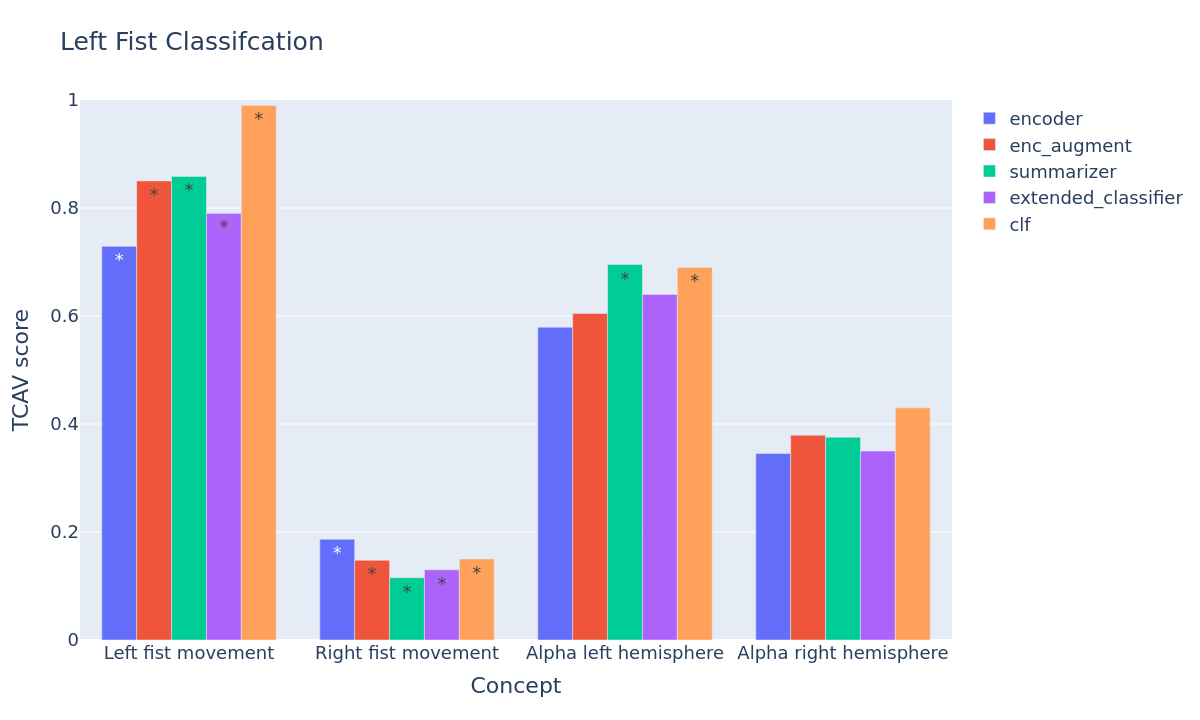 Left Fist Classifcation
1
0.8
0.6
0.4
0.2
0
TCAV score
* * * * *
* * * * *
* *
Left fist movement
Right fist movement
Alpha left hemisphere
Alpha right hemisphere
Concept
encoder
enc_augment
summarizer
extended_classifier
clf